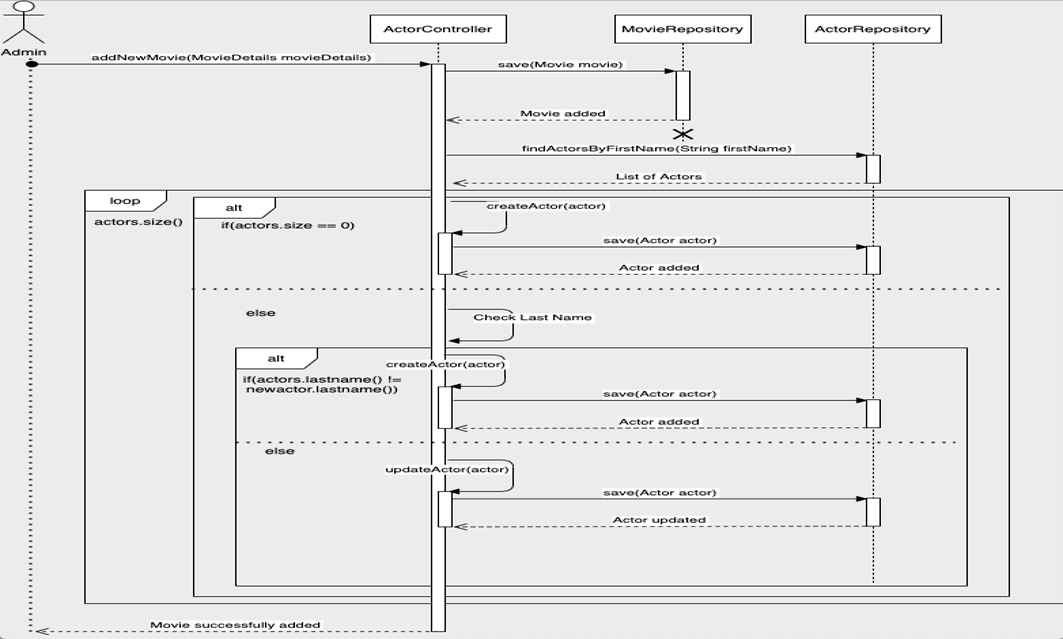 Admin
ActorController
MovieRepository
ActorRepository
addNewMovie(MovieDetails movieDetails)
save(Movie movie)
Movie added
findActorsByFirstName(String firstName)
List of Actors
loop
actors.size()
alt
if(actors.size == 0)
createActor(actor)
save(Actor actor)
Actor added
else
Check Last Name
alt
createActor(actor)
if(actors.lastname() !=
newactor.lastname())
save(Actor actor)
Actor added
else
updateActor(actor)
save(Actor actor)
Actor updated
Movie successfully added